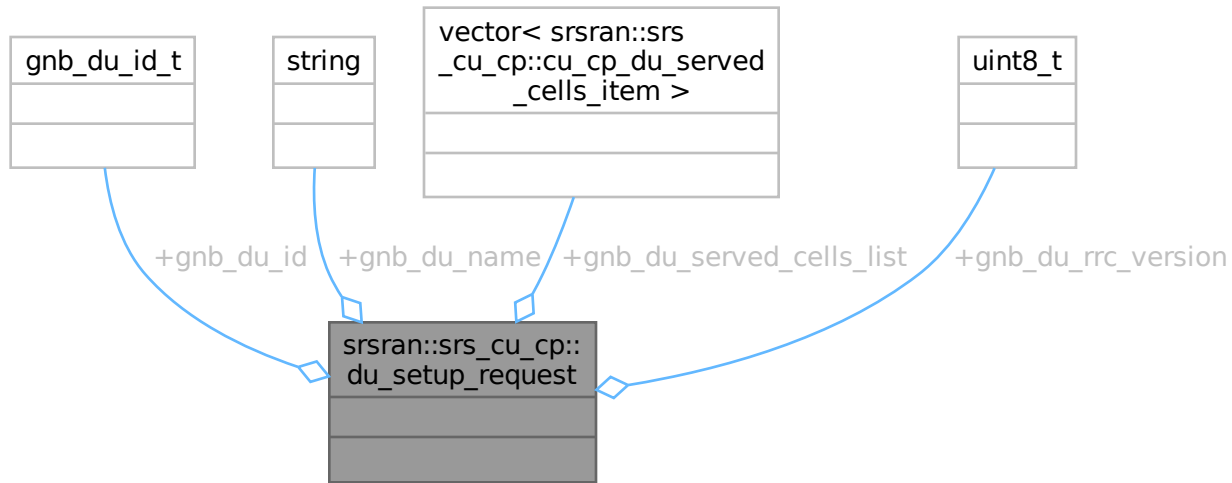 gnb_du_id_t
string
vector< srsran::srs
_cu_cp::cu_cp_du_served
_cells_item >
uint8_t
+gnb_du_id
+gnb_du_name
+gnb_du_served_cells_list
+gnb_du_rrc_version
srsran::srs_cu_cp::
du_setup_request